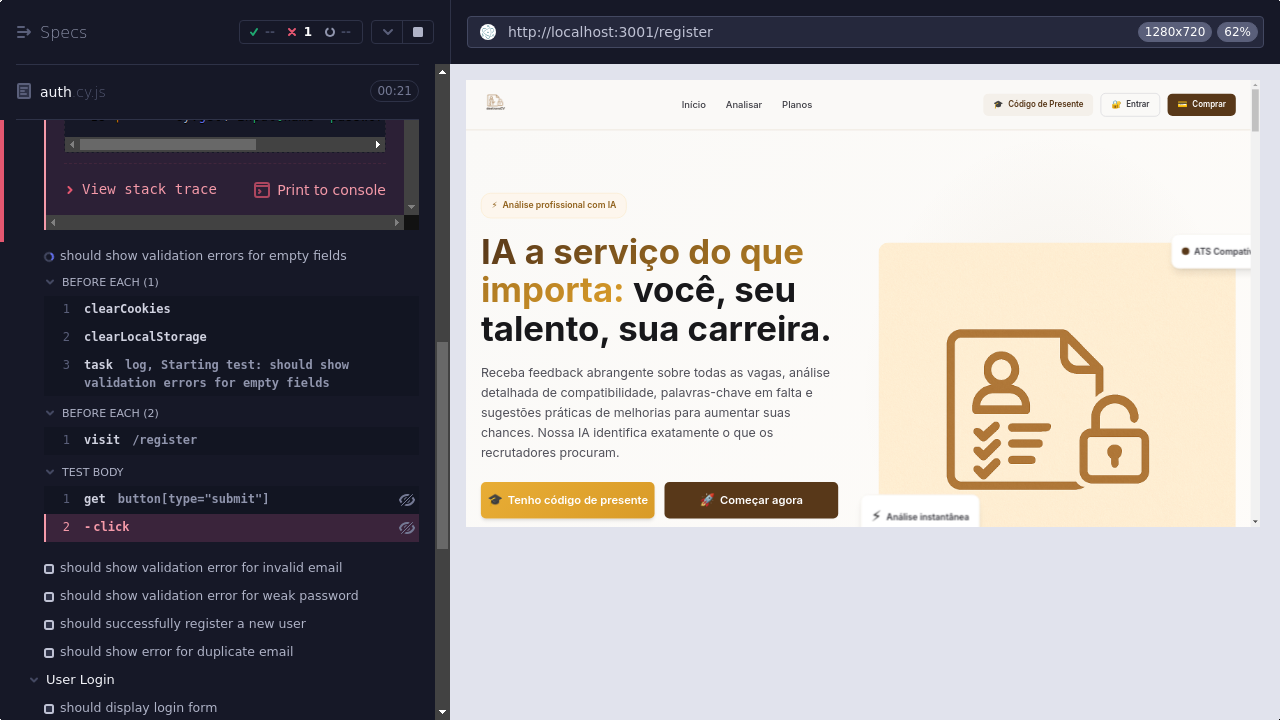 Specs
--
1
--
auth cy.js
00:21
View stack trace
Print to console
should show validation errors for empty fields
BEFORE EACH (1)
1 clearCookies
2 clearLocalStorage
3 task log, Starting test: should show
validation errors for empty fields
BEFORE EACH (2)
1 visit /register
TEST BODY
1 get button[type="submit"]
2 -click
should show validation error for invalid email
should show validation error for weak password
should successfully register a new user
should show error for duplicate email
User Login
should display login form
http://localhost:3001/register
1280x720
62%
Início
Analisar
Planos
Código de Presente
Entrar
Comprar
Análise profissional com IA
IA a serviço do que
importa: você, seu
talento, sua carreira.
Receba feedback abrangente sobre todas as vagas, análise
detalhada de compatibilidade, palavras-chave em falta e
sugestões práticas de melhorias para aumentar suas
chances. Nossa IA identifica exatamente o que os
recrutadores procuram.
Tenho código de presente
Começar agora
ATS Compatív
Análise instantânea